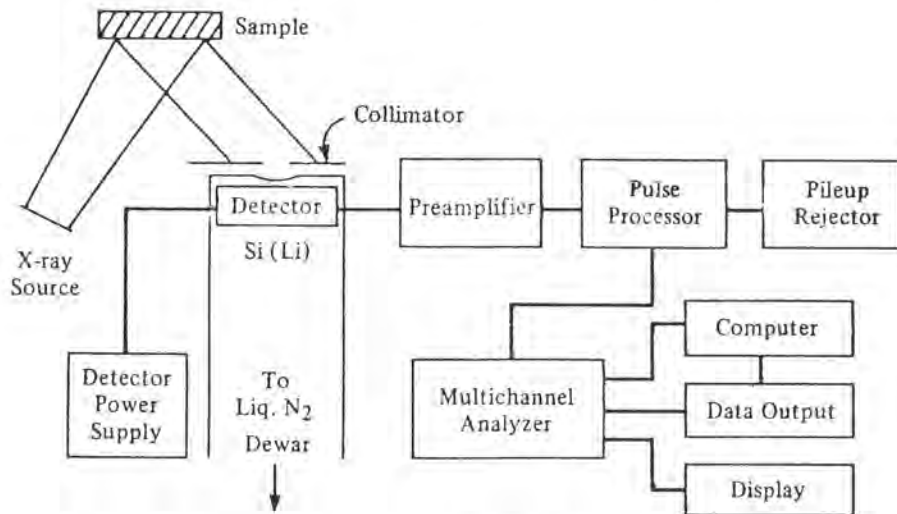 Sample
Collimator
Detector
Si (Li)
Preamplifier
Pulse
Processor
Pileup
Rejector
X-ray
Source
Detector
Power
Supply
To
Liq. N₂
Dewar
Multichannel
Analyzer
Computer
Data Output
Display